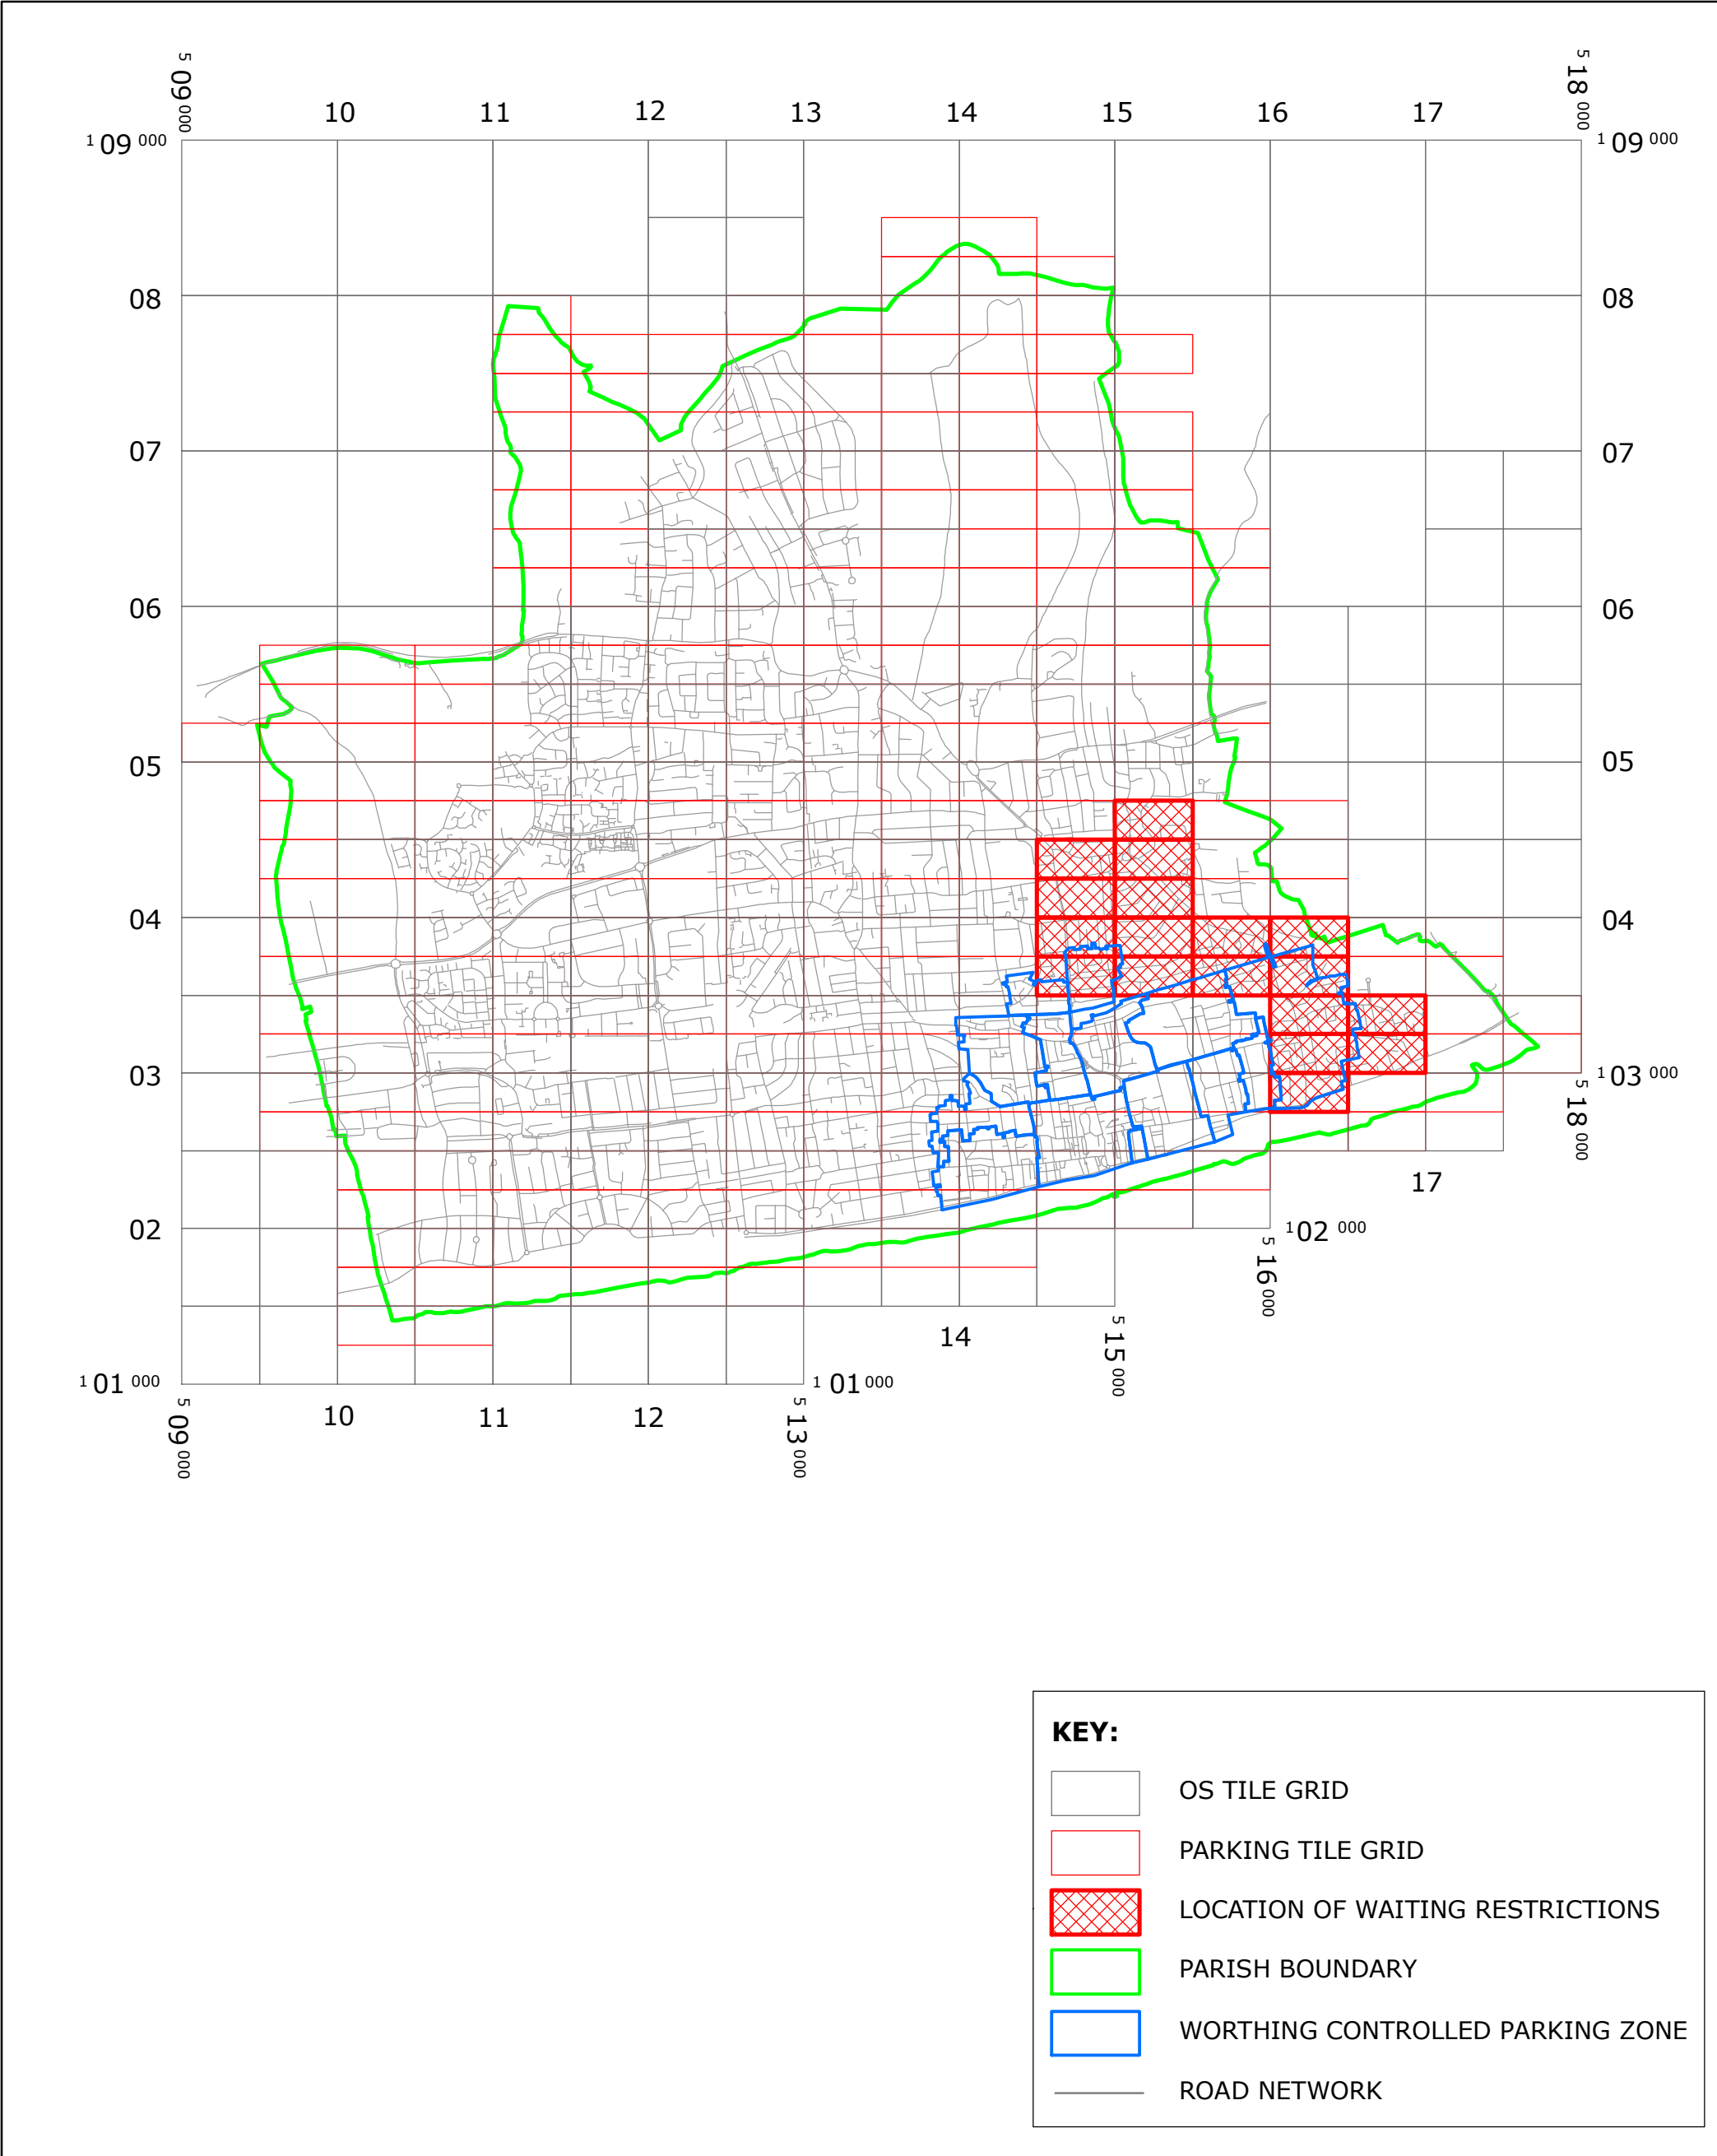 5 09 000
5 18 000
10 11 12 13 14 15 16 17
1 09 000
1 09 000
08
08
07
07
06
06
05
05
04
04
03
1 03 000
5 18 000
17
02
1 02 000
5 16 000
14
5 15 000
1 01 000
1 01 000
5 09 000
10 11 12
5 13 000
KEY:
OS TILE GRID
PARKING TILE GRID
LOCATION OF WAITING RESTRICTIONS
PARISH BOUNDARY
WORTHING CONTROLLED PARKING ZONE
ROAD NETWORK